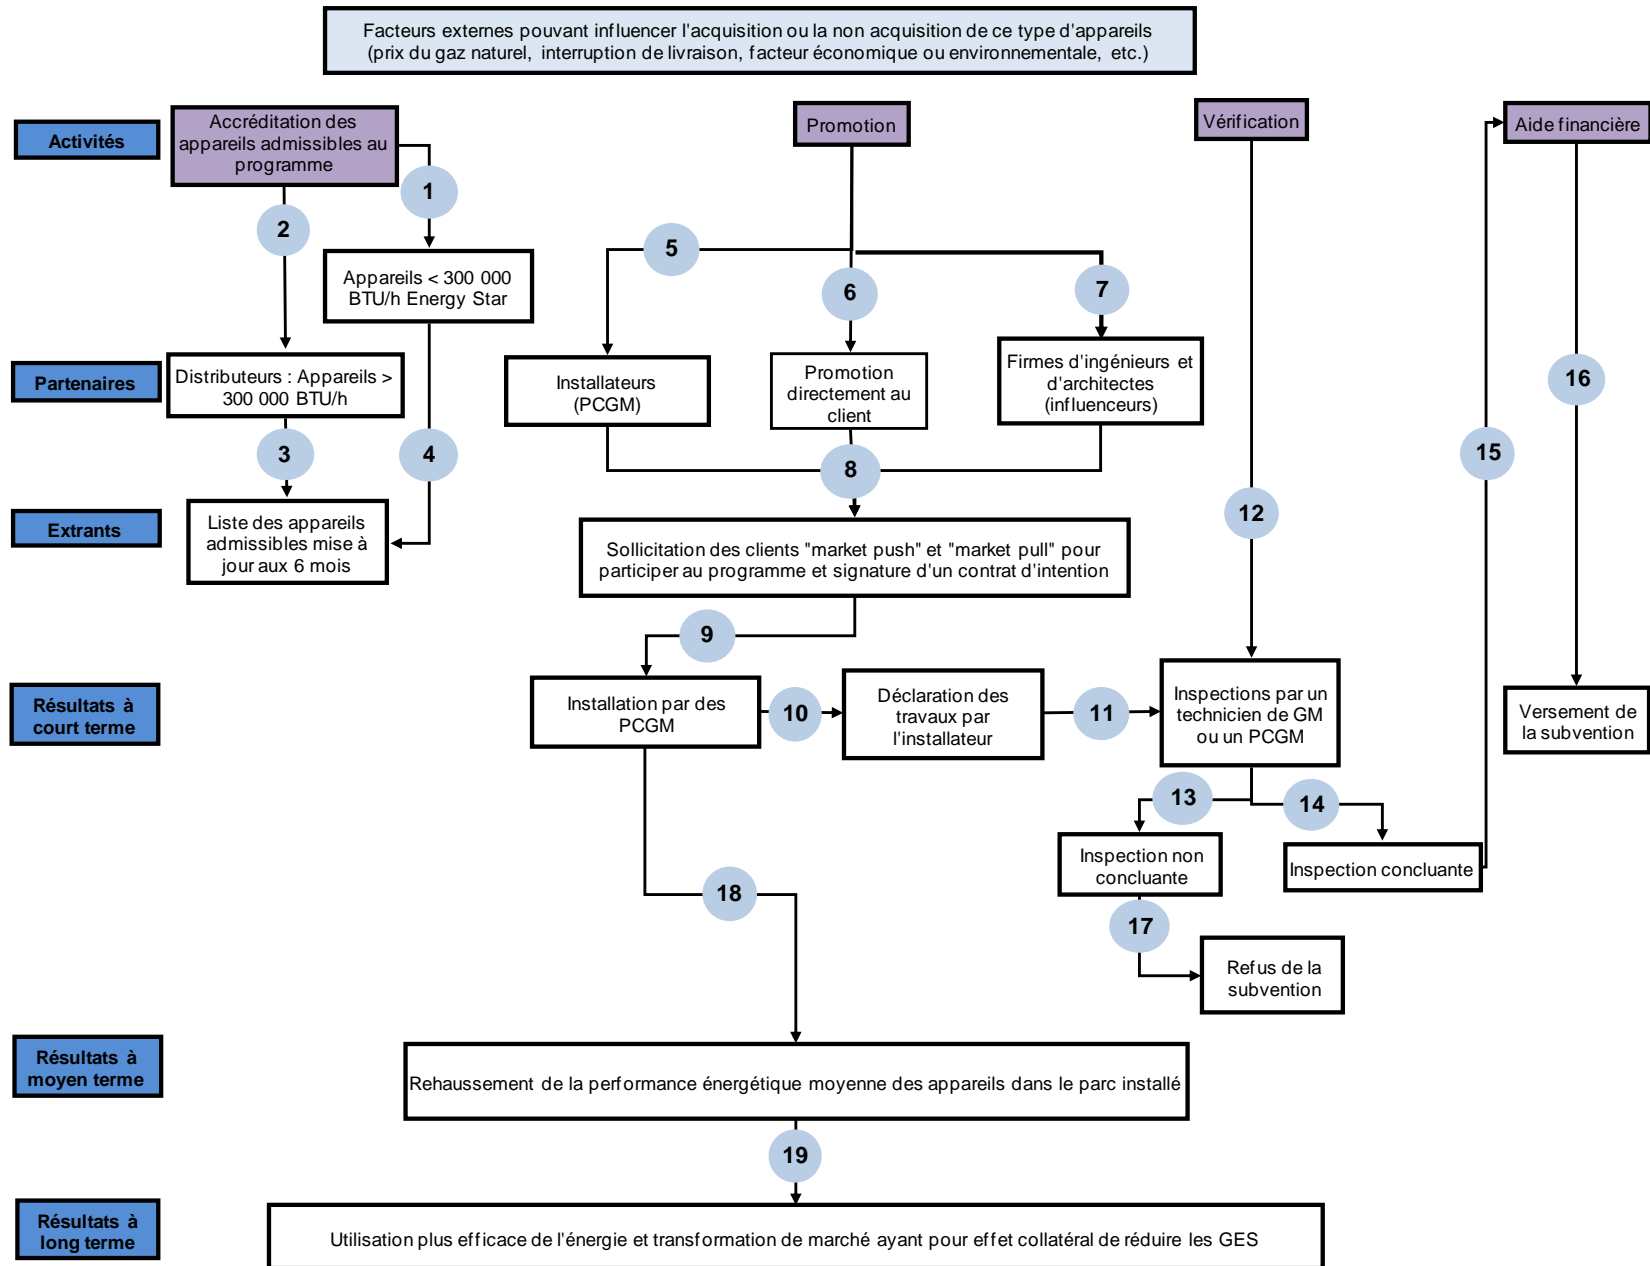 Facteurs externes pouvant influencer l'acquisition ou la non acquisition de ce type d'appareils
(prix du gaz naturel, interruption de livraison, facteur économique ou environnementale, etc.)
Activités
Accréditation des
appareils admissibles au
programme
Promotion
Vérification
Aide financière
1
2
5
6
7
Appareils < 300 000
BTU/h Energy Star
Partenaires
Distributeurs : Appareils >
300 000 BTU/h
Installateurs
(PCGM)
Promotion
directement au
client
Firmes d'ingénieurs et
d'architectes
(influenceurs)
16
3
4
8
15
Extrants
Liste des appareils
admissibles mise à
jour aux 6 mois
12
Sollicitation des clients "market push" et "market pull" pour
participer au programme et signature d'un contrat d'intention
9
Résultats à
court terme
Installation par des
PCGM
10
Déclaration des
travaux par
l'installateur
11
Inspections par un
technicien de GM
ou un PCGM
Versement de
la subvention
13
14
Inspection non
concluante
Inspection concluante
18
17
Refus de la
subvention
Résultats à
moyen terme
Rehaussement de la performance énergétique moyenne des appareils dans le parc installé
19
Résultats à
long terme
Utilisation plus efficace de l'énergie et transformation de marché ayant pour effet collatéral de réduire les GES